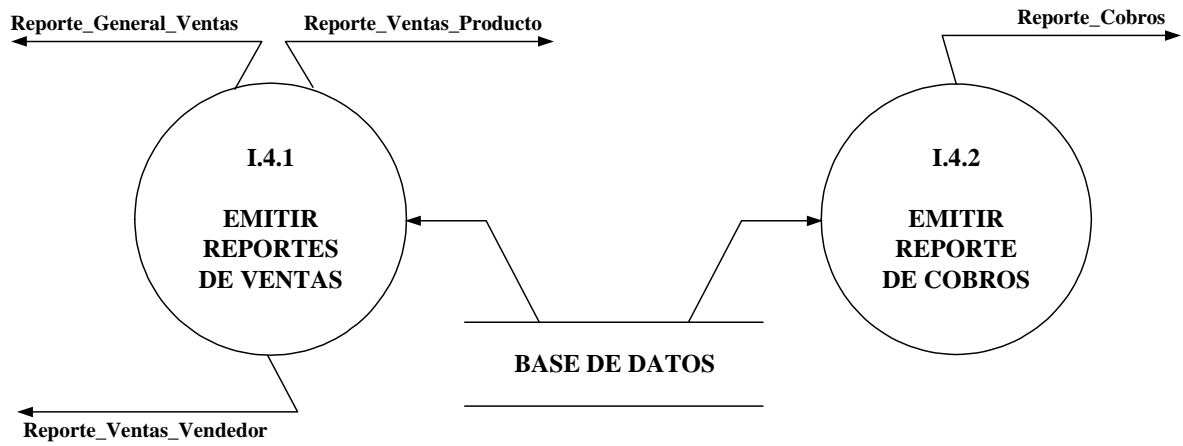 Reporte_General_Ventas
Reporte_Ventas_Producto
Reporte_Cobros
I.4.1
EMITIR
REPORTES
DE VENTAS
I.4.2
EMITIR
REPORTE
DE COBROS
BASE DE DATOS
Reporte_Ventas_Vendedor